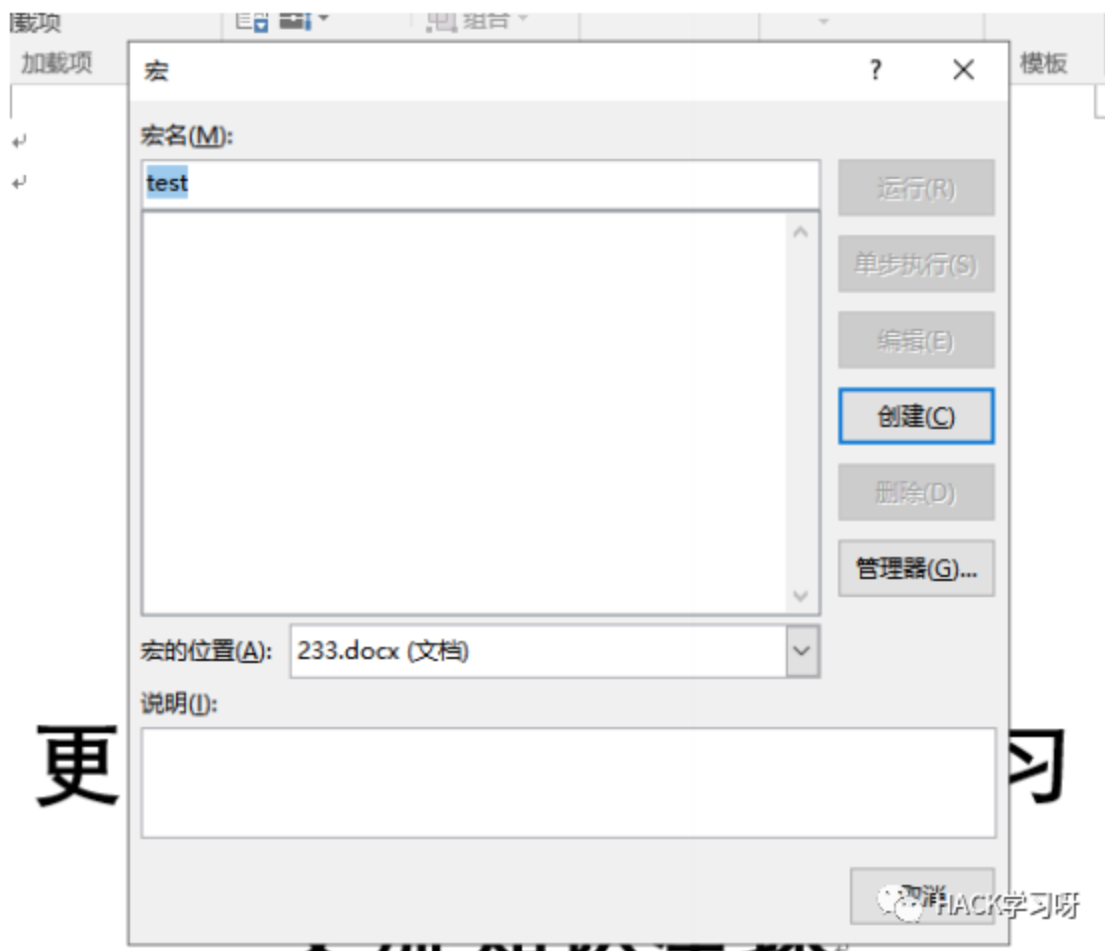 载项
组合
加载项
模板
宏
?
宏名(M):
test
运行(R)
单步执行(S)
编辑(E)
创建(C)
删除(D)
管理器(G)...
宏的位置(A):
233.docx (文档)
说明(I):
更
习
取消
HACK学习呀